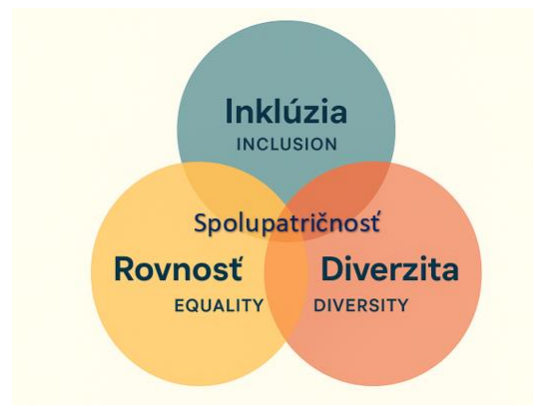 Inklúzia
INCLUSION
Spolupatričnosť
Rovnosť
EQUALITY
Diverzita
DIVERSITY